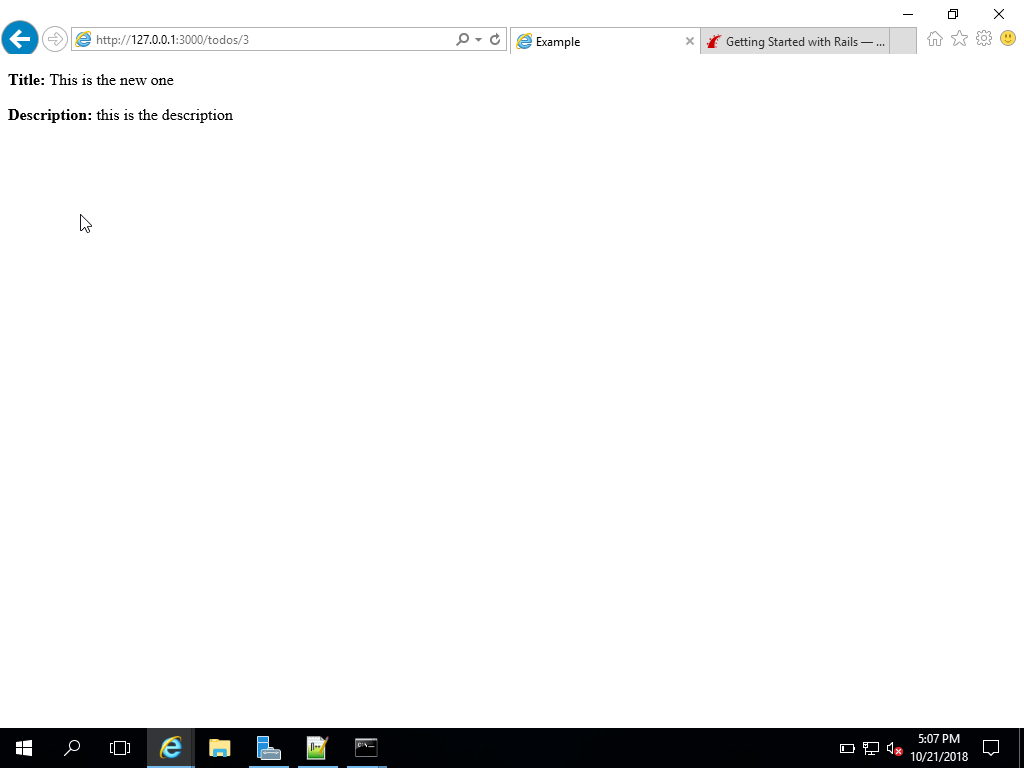 http://127.0.0.1:3000/todos/3
Example
Getting Started with Rails — ...
Title: This is the new one
Description: this is the description
5:07 PM
10/21/2018